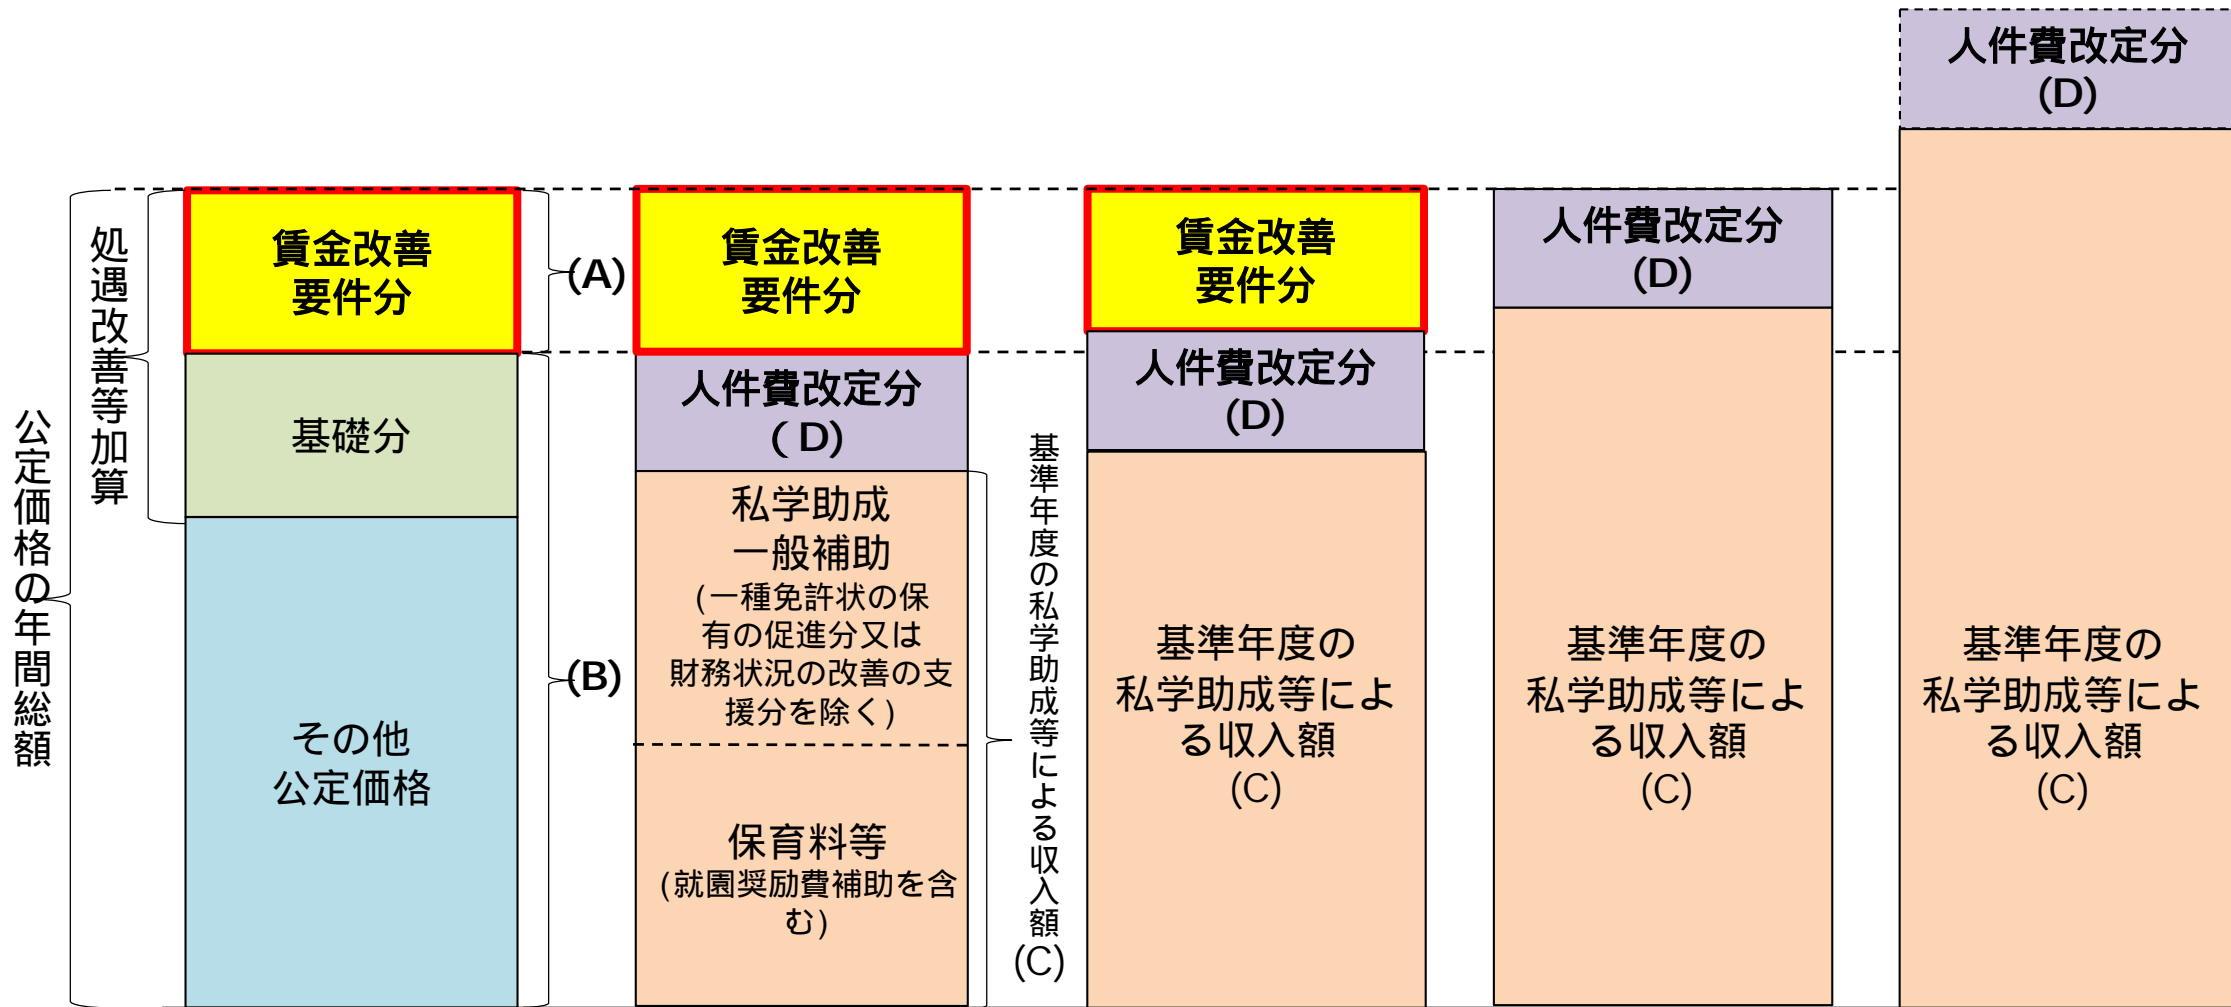 公定価格の年間総額
処遇改善等加算
賃金改善
要件分
基礎分
その他
公定価格
(A)
(B)
賃金改善
要件分
人件費改定分
( D)
私学助成
一般補助
(一種免許状の保
有の促進分又は
財務状況の改善の支
援分を除く)
保育料等
(就園奨励費補助を含
む)
基準年度の私学助成等による収入額
(C)
賃金改善
要件分
人件費改定分
(D)
基準年度の
私学助成等によ
る収入額
(C)
人件費改定分
(D)
基準年度の
私学助成等によ
る収入額
(C)
人件費改定分
(D)
基準年度の
私学助成等によ
る収入額
(C)